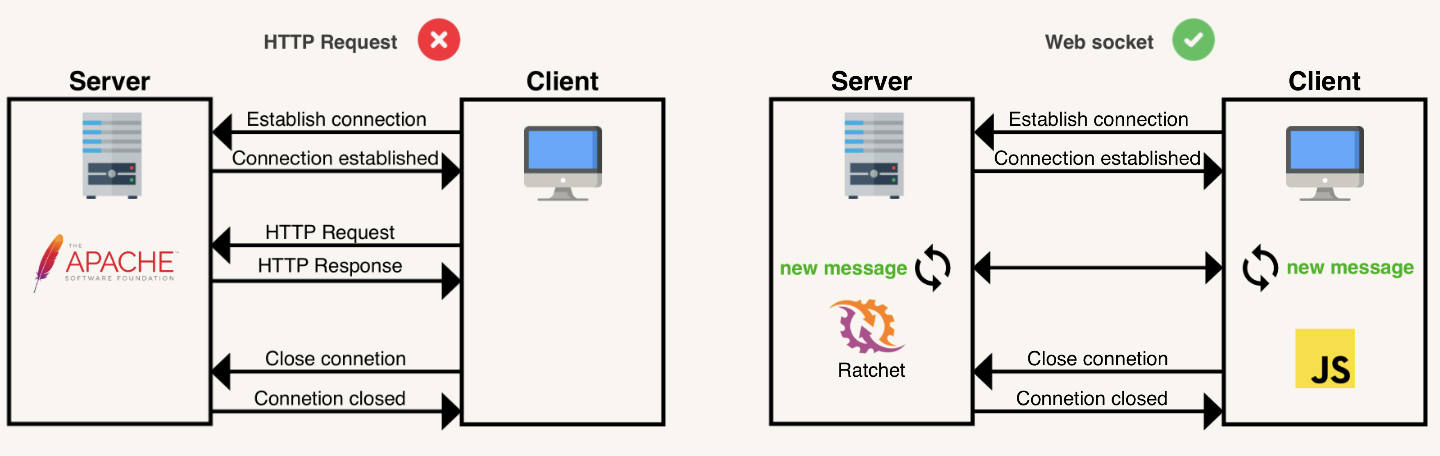 HTTP Request
Server
Client
Establish connection
Connection established
THE
APACHE
SOFTWARE FOUNDATION
HTTP Request
HTTP Response
Close connetion
Connetion closed
Web socket
Server
Client
Establish connection
Connection established
new message
new message
Ratchet
JS
Close connetion
Connetion closed